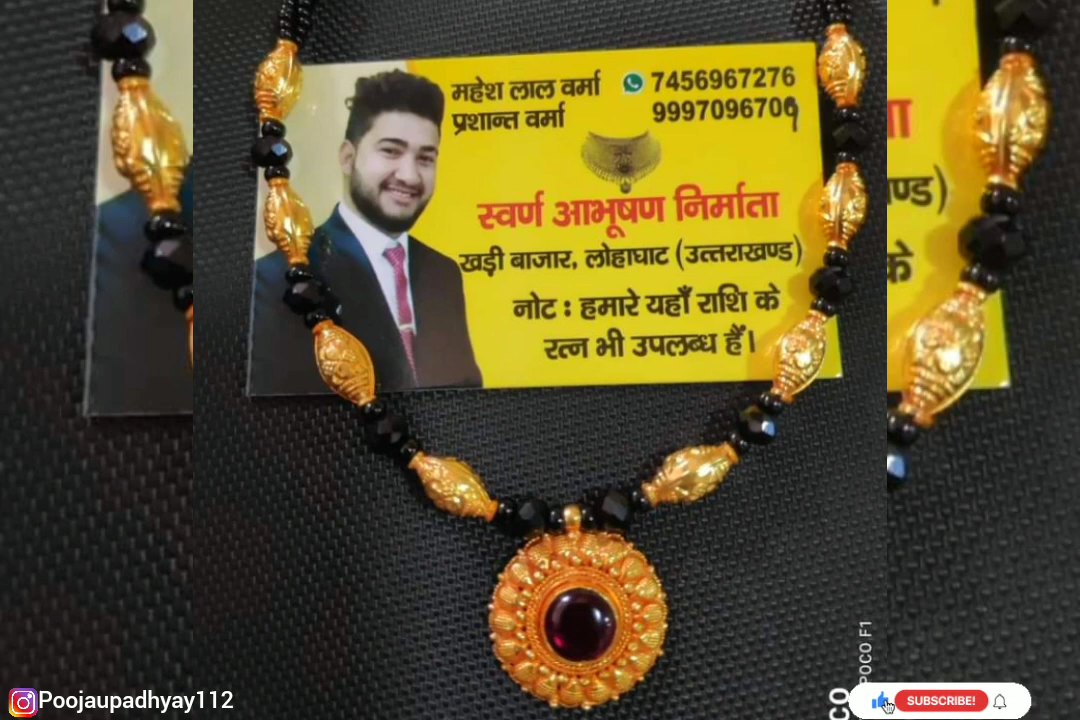 महेश लाल वर्मा 7456967276
प्रशान्त वर्मा
स्वर्ण आभूषण निर्माता
खड़ी बाजार, लोहाघाट (उत्तराखण्ड)
नोट : हमारे यहाँ राशि के
रत्न भी उपलब्ध हैं।
POCO F1
Poojaupadhyay112
SUBSCRIBE!